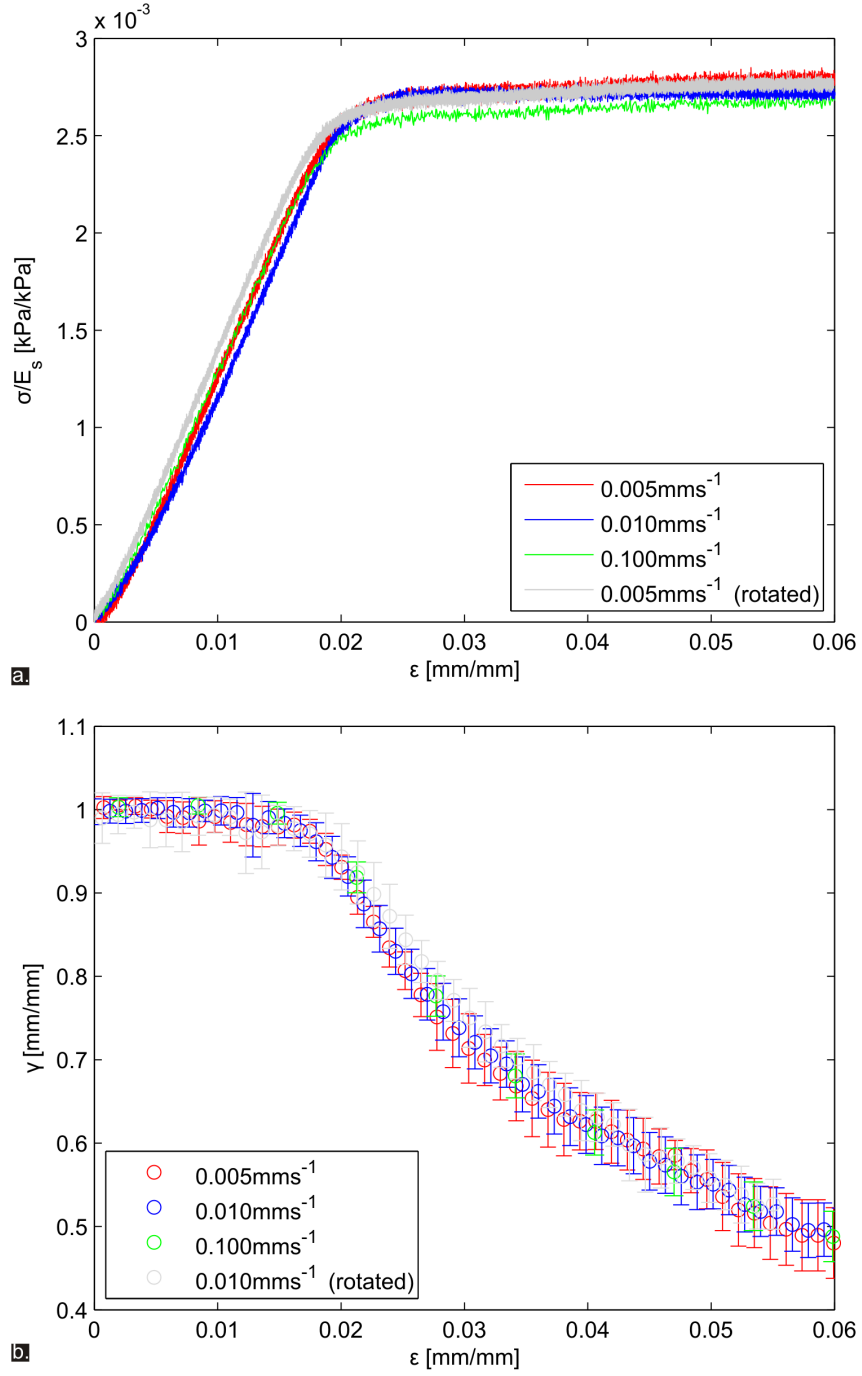 x 10⁻³
3
2.5
2
1.5
1
0.5
0
σ/Eₛ [kPa/kPa]
0.005mms⁻¹
0.010mms⁻¹
0.100mms⁻¹
0.005mms⁻¹ (rotated)
0 0.01 0.02 0.03 0.04 0.05 0.06
ε [mm/mm]
a.
1.1
1
0.9
0.8
0.7
0.6
0.5
0.4
γ [mm/mm]
0.005mms⁻¹
0.010mms⁻¹
0.100mms⁻¹
0.010mms⁻¹ (rotated)
0 0.01 0.02 0.03 0.04 0.05 0.06
ε [mm/mm]
b.